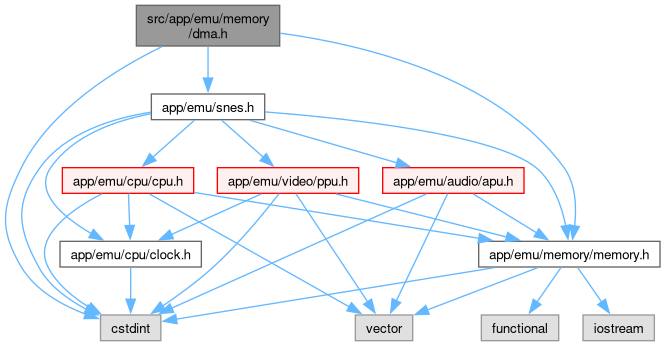 src/app/emu/memory
/dma.h
app/emu/snes.h
app/emu/cpu/cpu.h
app/emu/video/ppu.h
app/emu/audio/apu.h
app/emu/cpu/clock.h
app/emu/memory/memory.h
cstdint
vector
functional
iostream